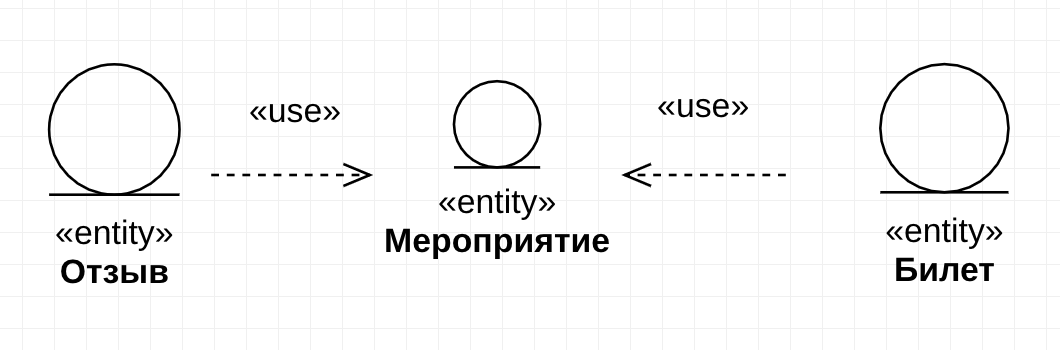 «use»
«use»
«entity»
Мероприятие
«entity»
Отзыв
«entity»
Билет